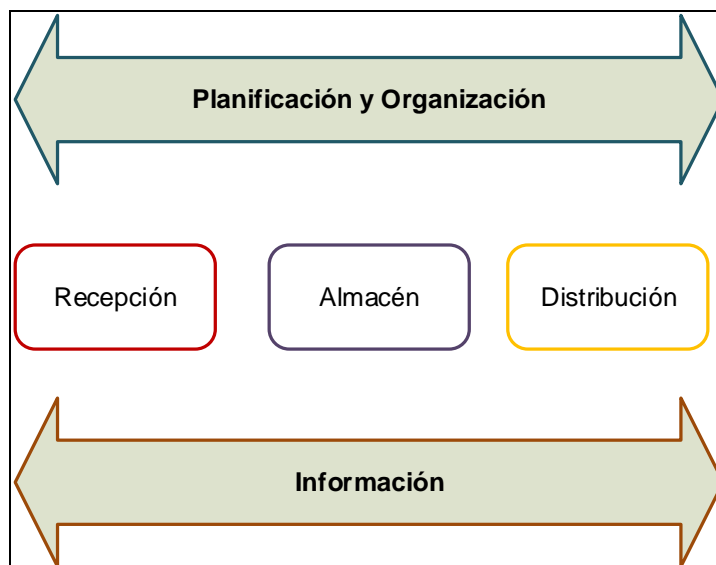 Planificación y Organización
Recepción
Almacén
Distribución
Información